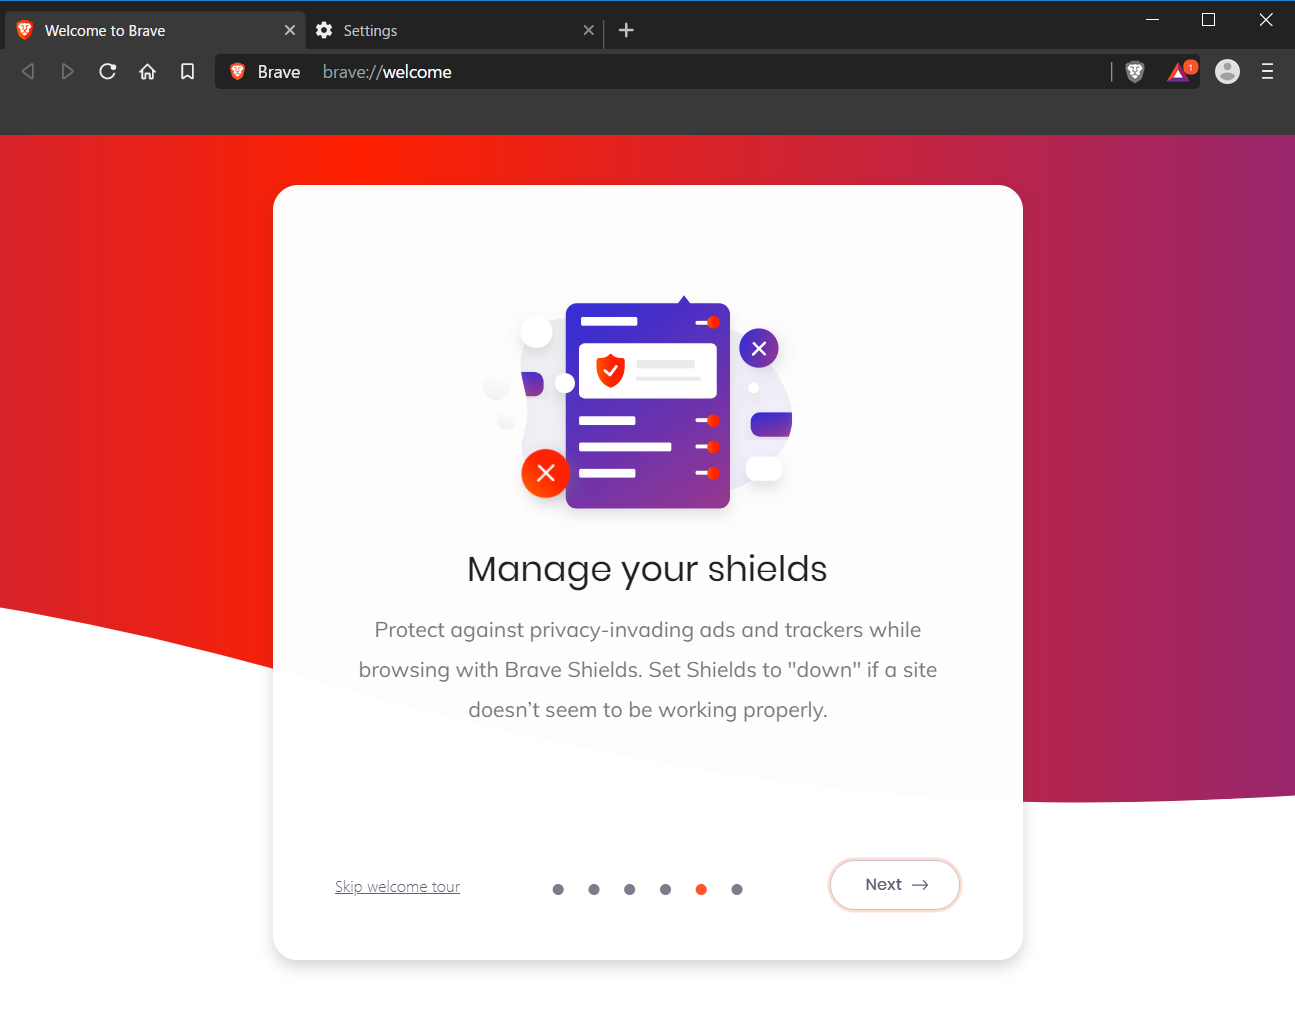 Welcome to Brave
Settings
Brave brave://welcome
1
Manage your shields
Protect against privacy-invading ads and trackers while
browsing with Brave Shields. Set Shields to "down" if a site
doesn’t seem to be working properly.
Skip welcome tour
Next